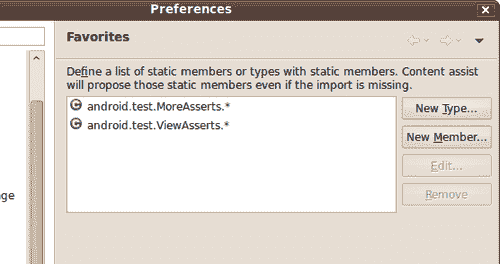 Preferences
Favorites
Define a list of static members or types with static members. Content assist
will propose those static members even if the import is missing.
android.test.MoreAsserts.*
android.test.ViewAsserts.*
New Type...
New Member...
Edit...
Remove
age